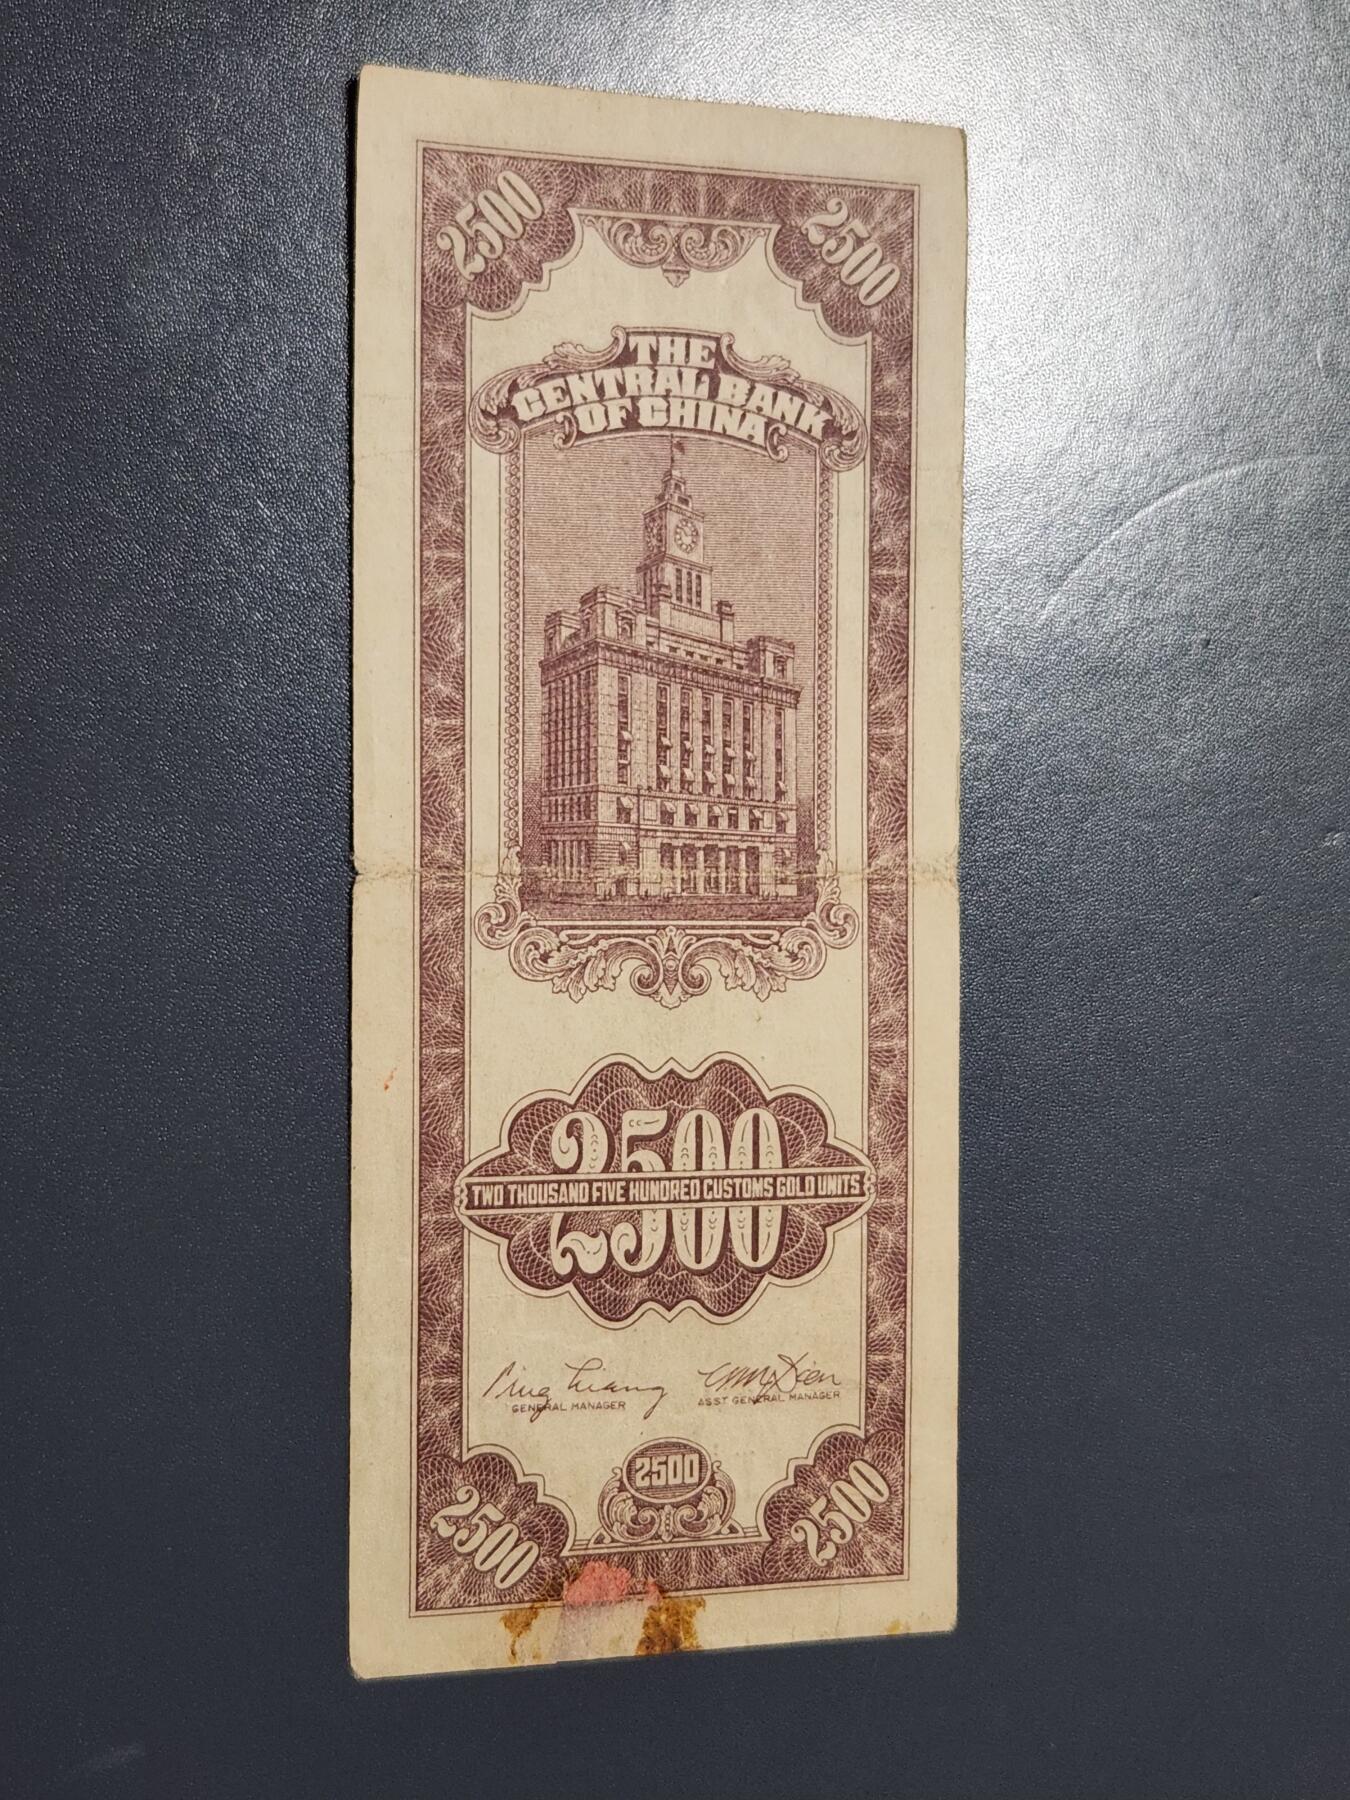 2500 2500
THE
CENTRAL BANK
OF CHINA
2500
TWO THOUSAND FIVE HUNDRED CUSTOMS GOLD UNITS
GENERAL MANAGER ASST GENERAL MANAGER
2500
2500 2500